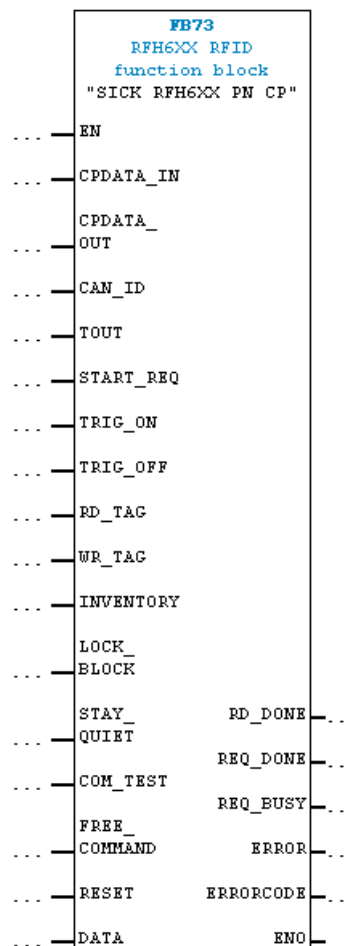 FB73
RFH6XX RFID
function block
"SICK RFH6XX PN CP"
... EN
... CPDATA_IN
CPDATA_
... OUT
... CAN_ID
... TOUT
... START_REQ
... TRIG_ON
... TRIG_OFF
... RD_TAG
... WR_TAG
... INVENTORY
LOCK_
... BLOCK
STAY_ RD_DONE ..
... QUIET
REQ_DONE ..
... COM_TEST
REQ_BUSY ..
FREE_
... COMMAND ERROR ..
... RESET ERRORCODE ..
... DATA ENO